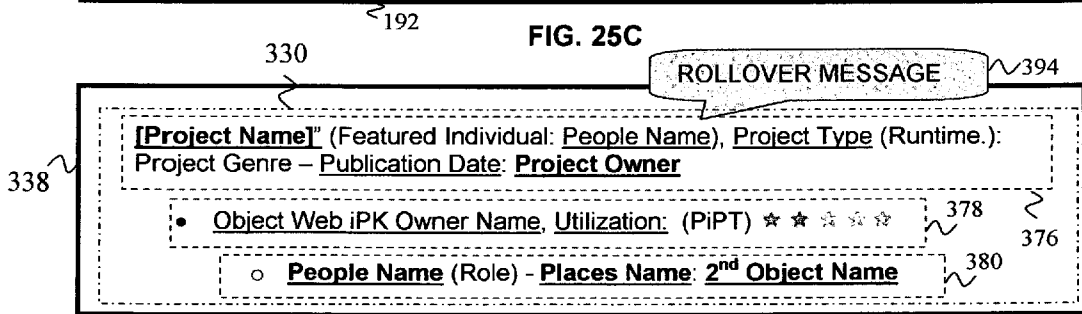 192
FIG. 25C
330
ROLLOVER MESSAGE
394
[Project Name]" (Featured Individual: People Name), Project Type (Runtime.):
338
Project Genre – Publication Date: Project Owner
• Object Web iPK Owner Name, Utilization: (PiPT) ☆ ☆ ☆ ☆ ☆
378
376
○ People Name (Role) - Places Name: 2nd Object Name
380